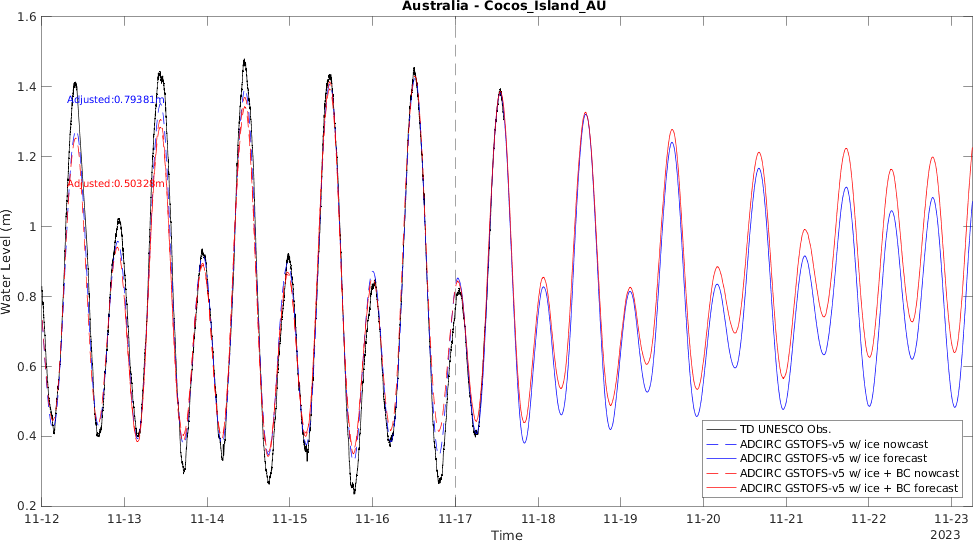 Australia - Cocos_Island_AU
1.6
1.4
1.2
1
0.8
0.6
0.4
0.2
Water Level (m)
Adjusted:0.79381m
Adjusted:0.50328m
TD UNESCO Obs.
ADCIRC GSTOFS-v5 w/ ice nowcast
ADCIRC GSTOFS-v5 w/ ice forecast
ADCIRC GSTOFS-v5 w/ ice + BC nowcast
ADCIRC GSTOFS-v5 w/ ice + BC forecast
11-12 11-13 11-14 11-15 11-16 11-17 11-18 11-19 11-20 11-21 11-22 11-23
2023
Time